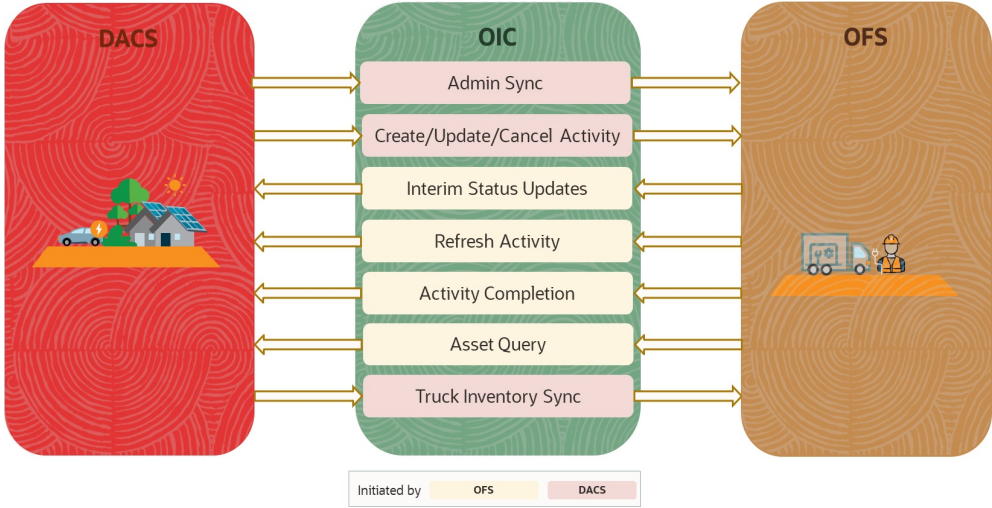 DACS
OIC
OFS
Admin Sync
Create/Update/Cancel Activity
Interim Status Updates
Refresh Activity
Activity Completion
Asset Query
Truck Inventory Sync
Initiated by OFS DACS